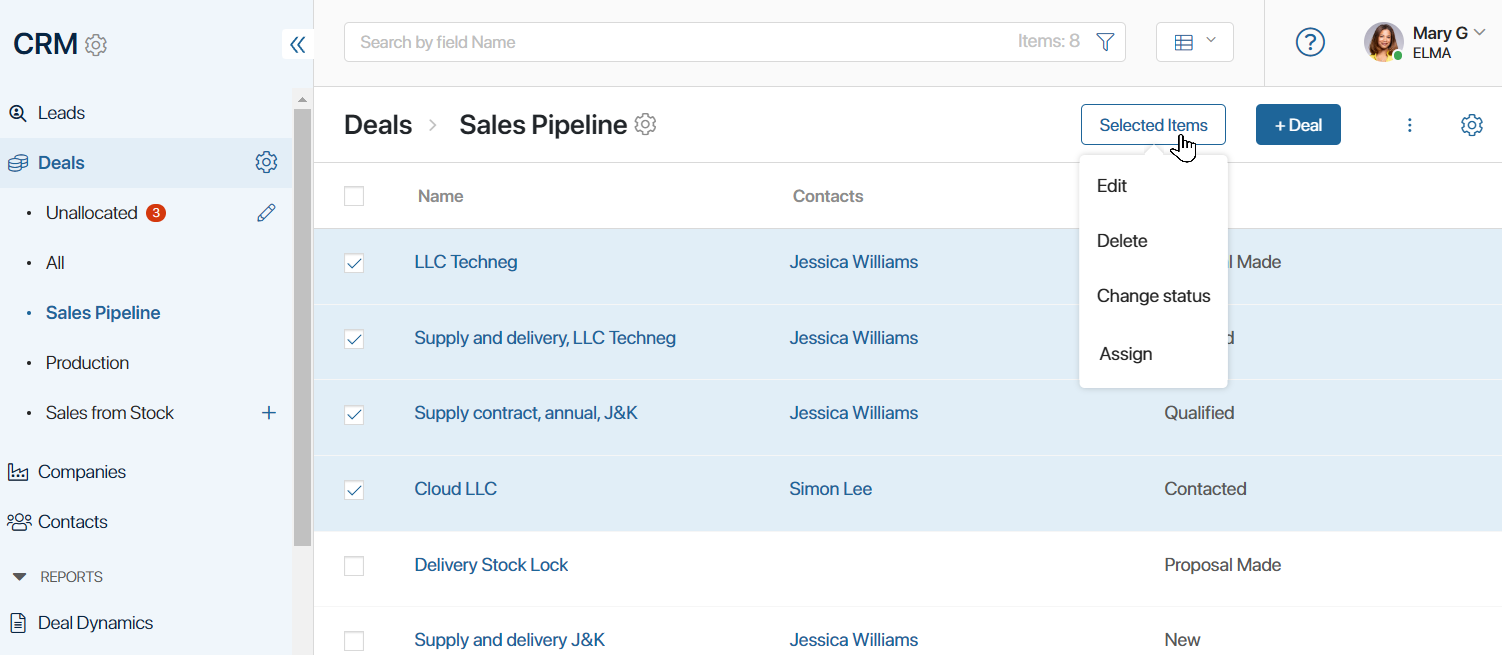 CRM
Search by field Name
Items: 8
?
Mary G
ELMA
Leads
Deals
Unallocated 3
All
Sales Pipeline
Production
Sales from Stock
Companies
Contacts
REPORTS
Deal Dynamics
Deals > Sales Pipeline
Selected Items
+ Deal
Edit
Delete
Change status
Assign
Name Contacts
LLC Techneg Jessica Williams l Made
Supply and delivery, LLC Techneg Jessica Williams d
Supply contract, annual, J&K Jessica Williams Qualified
Cloud LLC Simon Lee Contacted
Delivery Stock Lock Proposal Made
Supply and delivery J&K Jessica Williams New